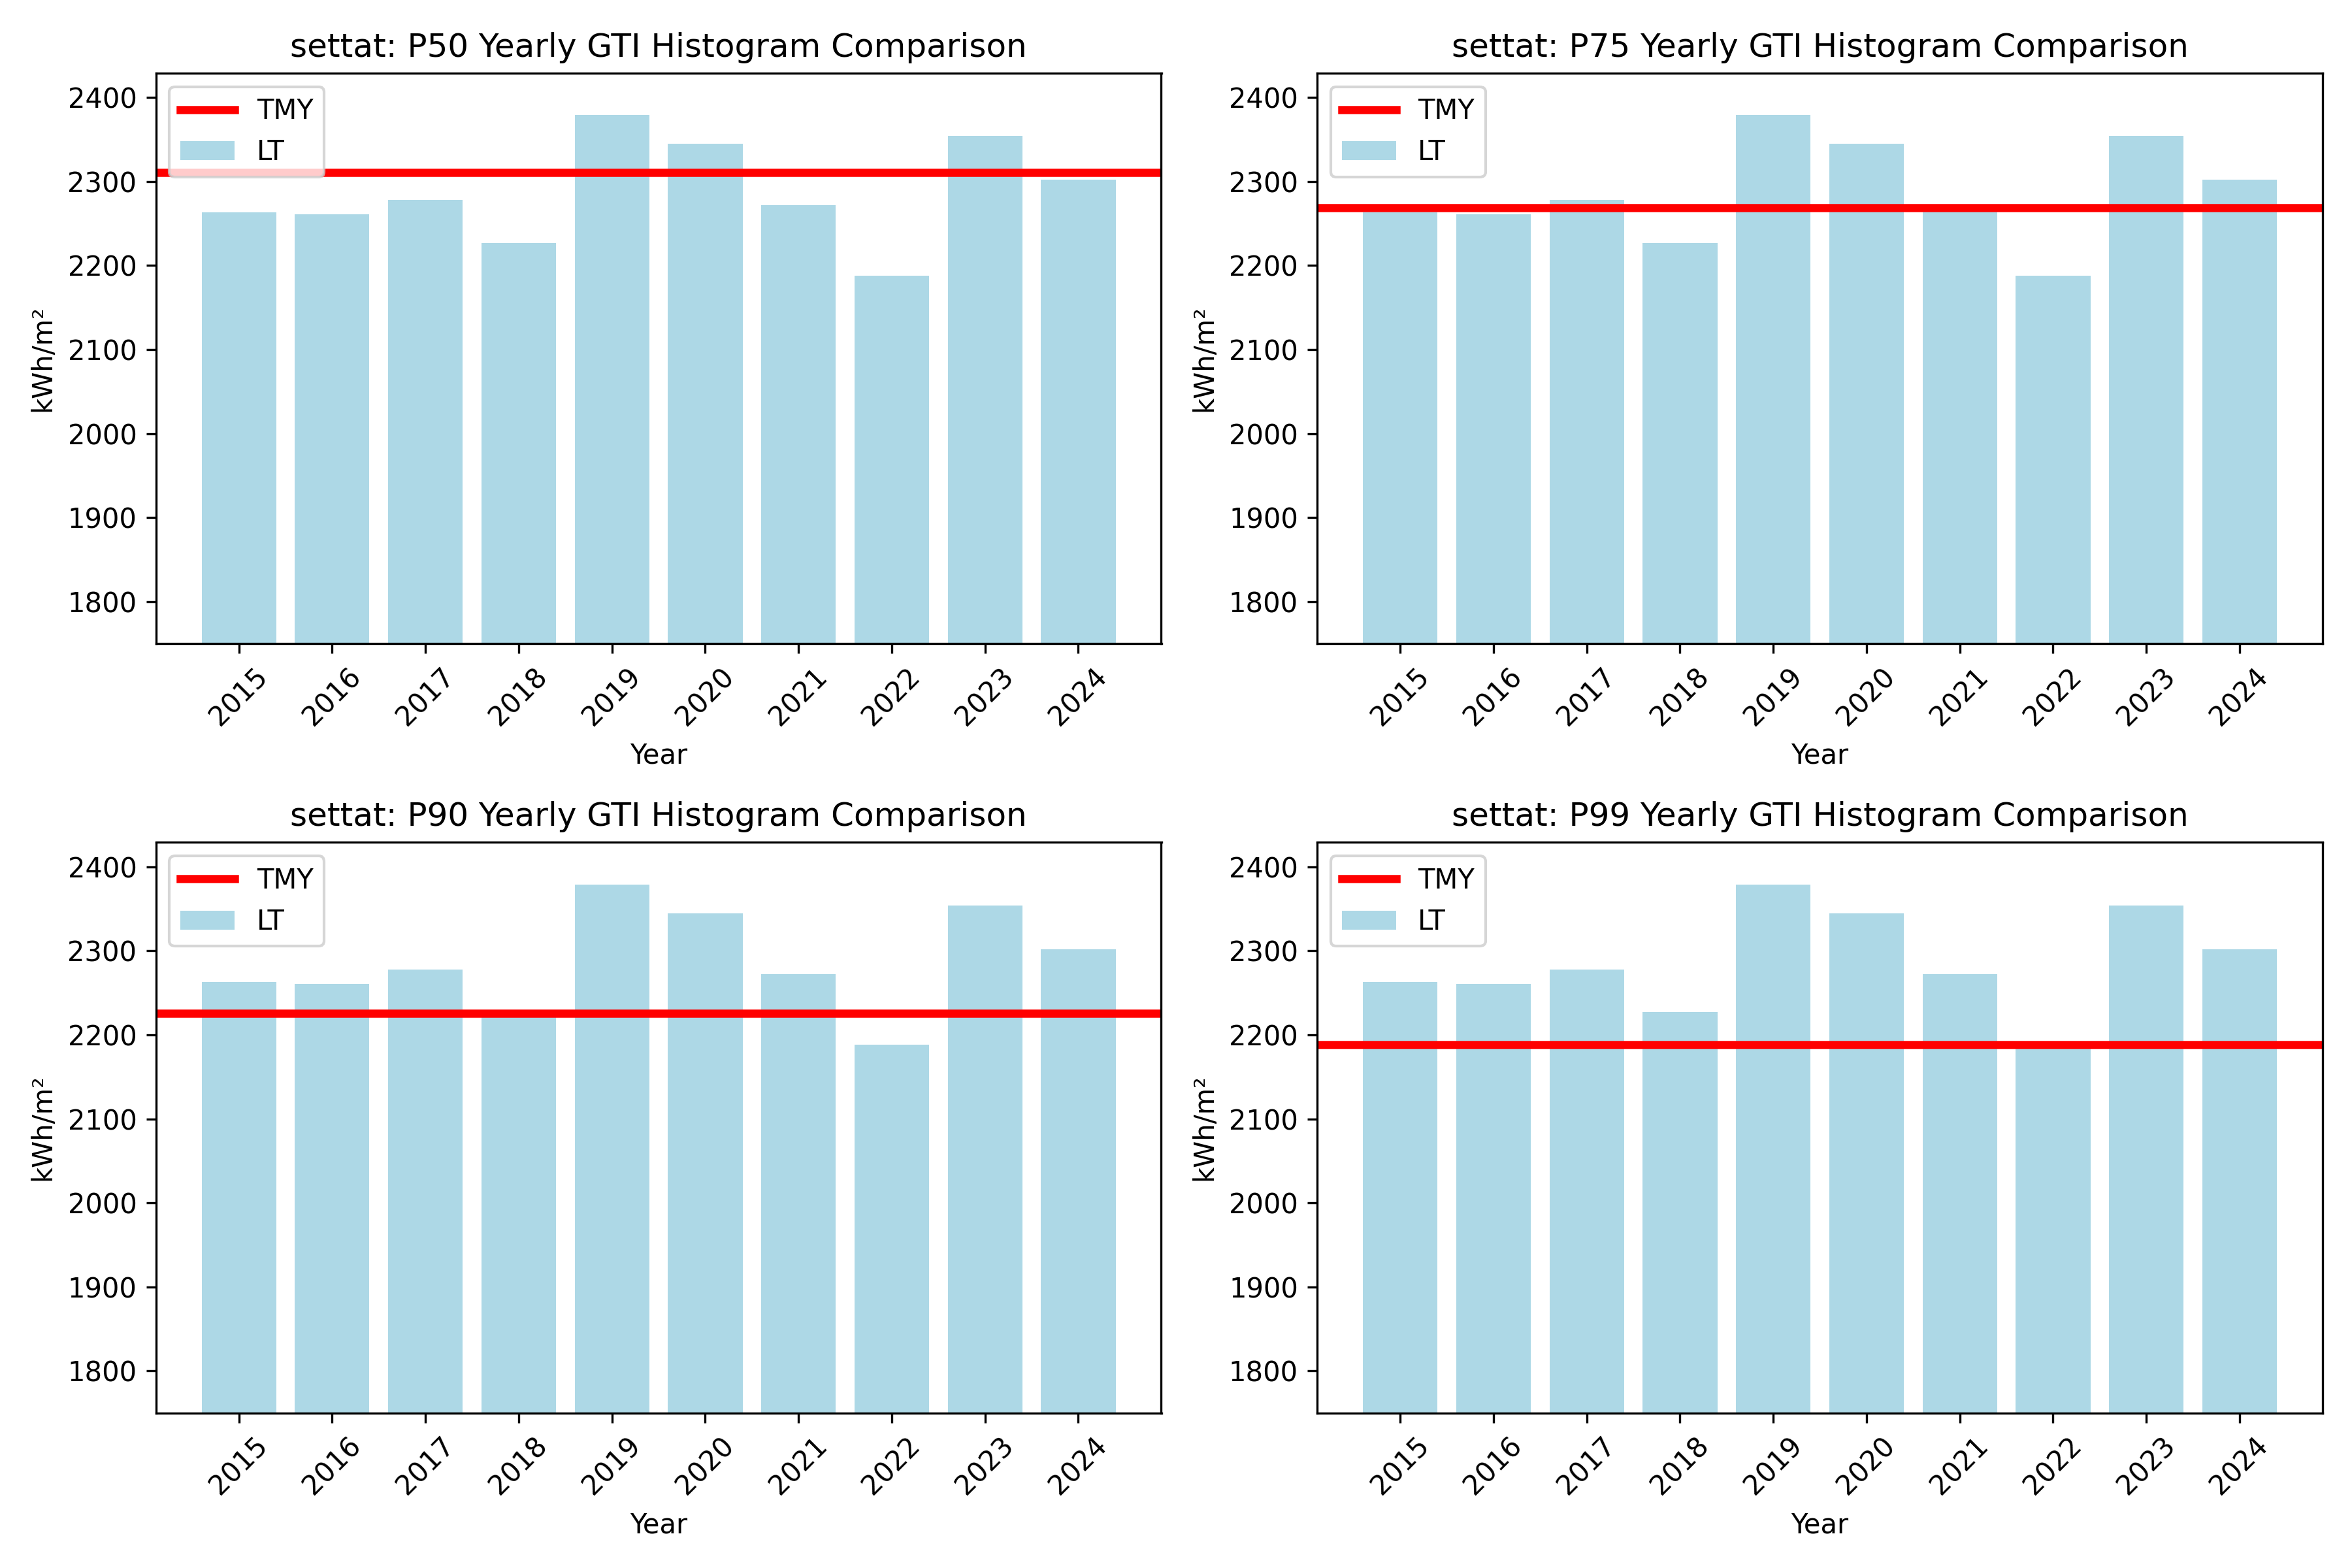 settat: P50 Yearly GTI Histogram Comparison
TMY
LT
2400
2300
2200
2100
2000
1900
1800
kWh/m²
2015 2016 2017 2018 2019 2020 2021 2022 2023 2024
Year
settat: P75 Yearly GTI Histogram Comparison
TMY
LT
2400
2300
2200
2100
2000
1900
1800
kWh/m²
2015 2016 2017 2018 2019 2020 2021 2022 2023 2024
Year
settat: P90 Yearly GTI Histogram Comparison
TMY
LT
2400
2300
2200
2100
2000
1900
1800
kWh/m²
2015 2016 2017 2018 2019 2020 2021 2022 2023 2024
Year
settat: P99 Yearly GTI Histogram Comparison
TMY
LT
2400
2300
2200
2100
2000
1900
1800
kWh/m²
2015 2016 2017 2018 2019 2020 2021 2022 2023 2024
Year